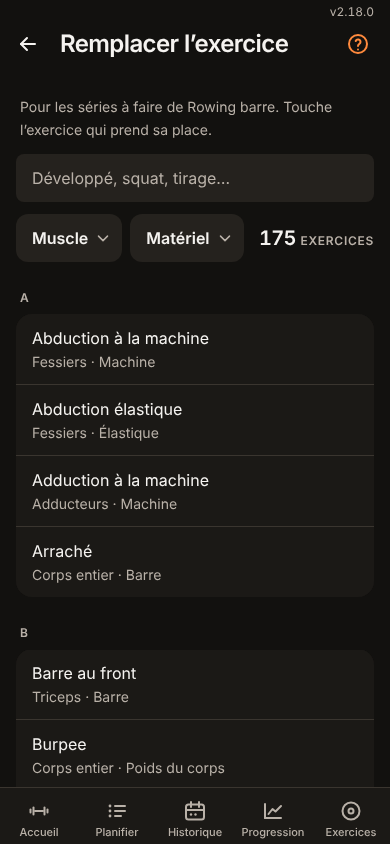 v2.18.0
Remplacer l’exercice
Pour les séries à faire de Rowing barre. Touche
l’exercice qui prend sa place.
Développé, squat, tirage...
Muscle
Matériel
175 EXERCICES
A
Abduction à la machine
Fessiers · Machine
Abduction élastique
Fessiers · Élastique
Adduction à la machine
Adducteurs · Machine
Arraché
Corps entier · Barre
B
Barre au front
Triceps · Barre
Burpee
Corps entier · Poids du corps
Accueil
Planifier
Historique
Progression
Exercices